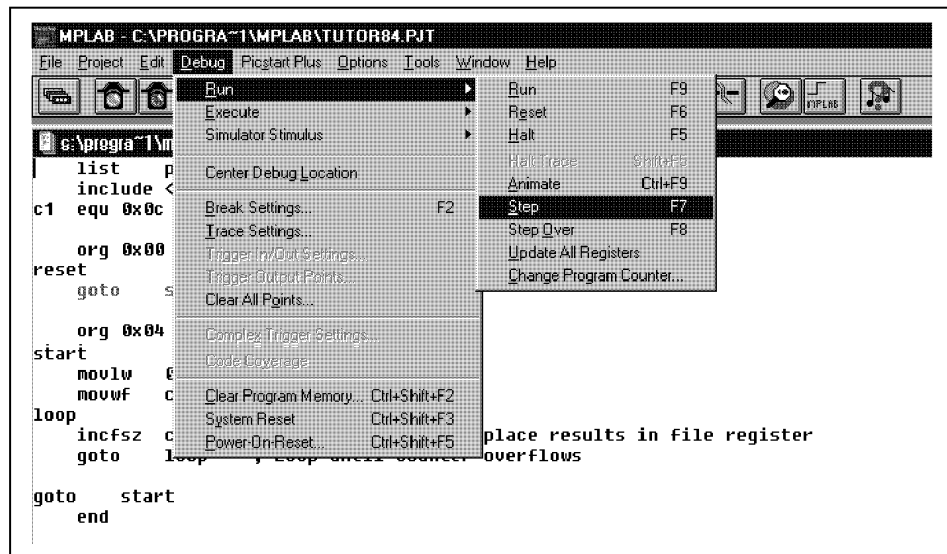 MPLAB - C:\PROGRA~1\MPLAB\TUTOR84.PJT
File Project Edit Debug Picstart Plus Options Tools Window Help
MPLAB
Run
Execute
Simulator Stimulus
Center Debug Location
Break Settings... F2
Trace Settings...
Trigger In/Out Settings...
Trigger Output Points...
Clear All Points...
Complex Trigger Settings...
Code Coverage
Clear Program Memory... Ctrl+Shift+F2
System Reset Ctrl+Shift+F3
Power-On-Reset... Ctrl+Shift+F5
Run F9
Reset F6
Halt F5
Halt Trace Shift+F5
Animate Ctrl+F9
Step F7
Step Over F8
Update All Registers
Change Program Counter...
c:\progra~1\m
list p
include <
c1 equ 0x0c
org 0x00
reset
goto s
org 0x04
start
movlw
movwf c
loop
incfsz c place results in file register
goto loop ; loop until counter overflows
goto start
end